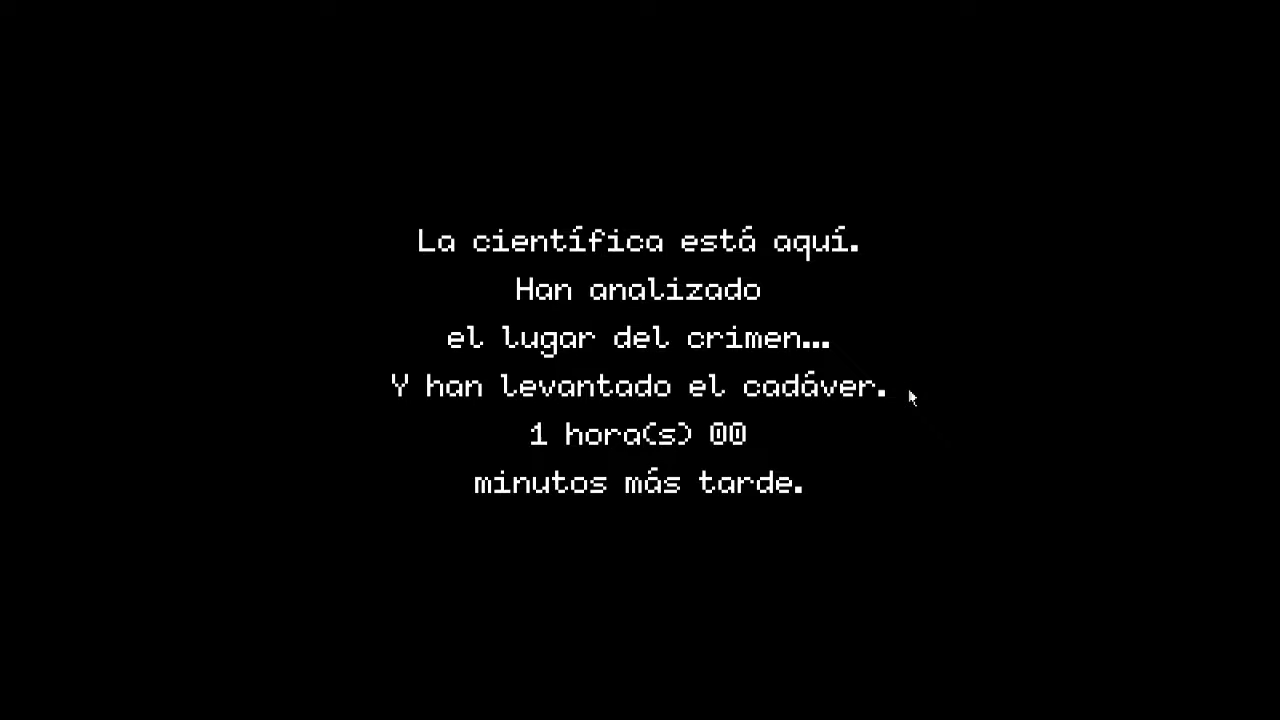 La científica está aquí.
Han analizado
el lugar del crimen...
Y han levantado el cadáver.
1 hora(s) 00
minutos más tarde.